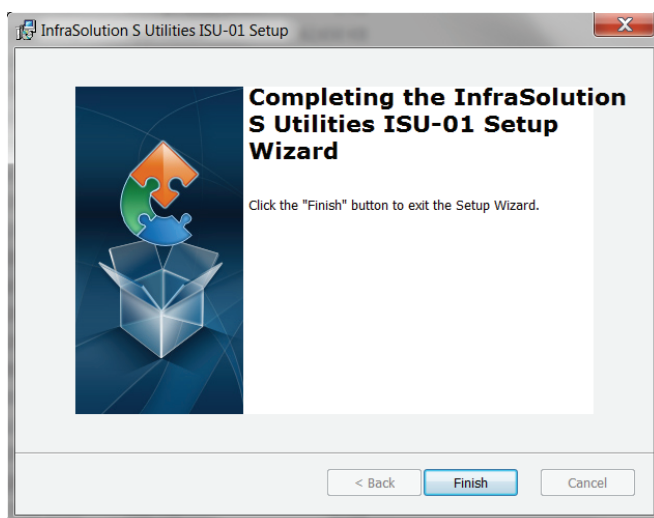 InfraSolution S Utilities ISU-01 Setup
Completing the InfraSolution
S Utilities ISU-01 Setup
Wizard
Click the "Finish" button to exit the Setup Wizard.
< Back Finish Cancel